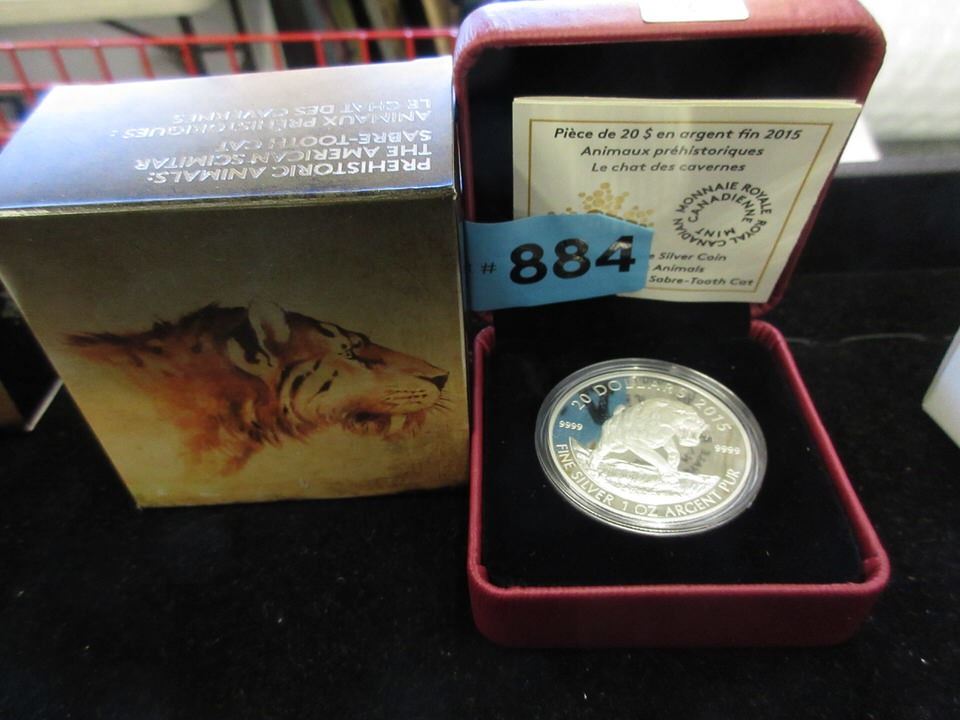 PREHISTORIC ANIMALS:
THE AMERICAN SCIMITAR
SABRE-TOOTH CAT
ANIMAUX PRÉHISTORIQUES :
LE CHAT DES CAVERNES
Pièce de 20 $ en argent fin 2015
Animaux préhistoriques
Le chat des cavernes
MONNAIE ROYALE CANADIENNE
ROYAL CANADIAN MINT
# 884
Silver Coin
Animals
Sabre-Tooth Cat
20 DOLLARS 2015
9999 9999
FINE SILVER 1 OZ ARGENT PUR